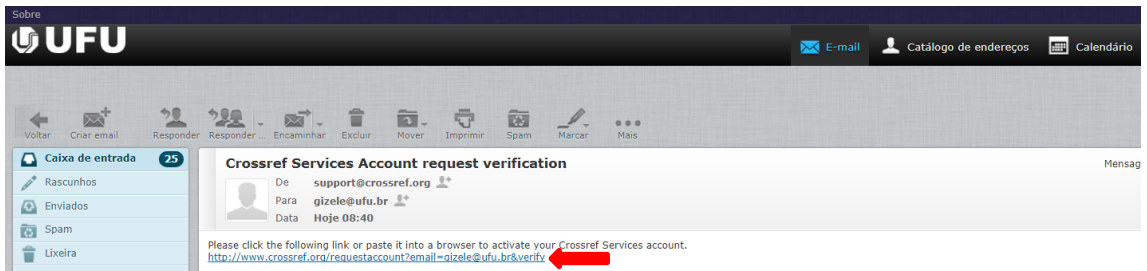 Sobre
UFU
E-mail Catálogo de endereços Calendário
Voltar Criar email Responder Responder ... Encaminhar Excluir Mover Imprimir Spam Marcar Mais
Caixa de entrada 25
Rascunhos
Enviados
Spam
Lixeira
Crossref Services Account request verification
Mensag
De support@crossref.org
Para gizele@ufu.br
Data Hoje 08:40
Please click the following link or paste it into a browser to activate your Crossref Services account.
http://www.crossref.org/requestaccount?email=gizele@ufu.br&verify